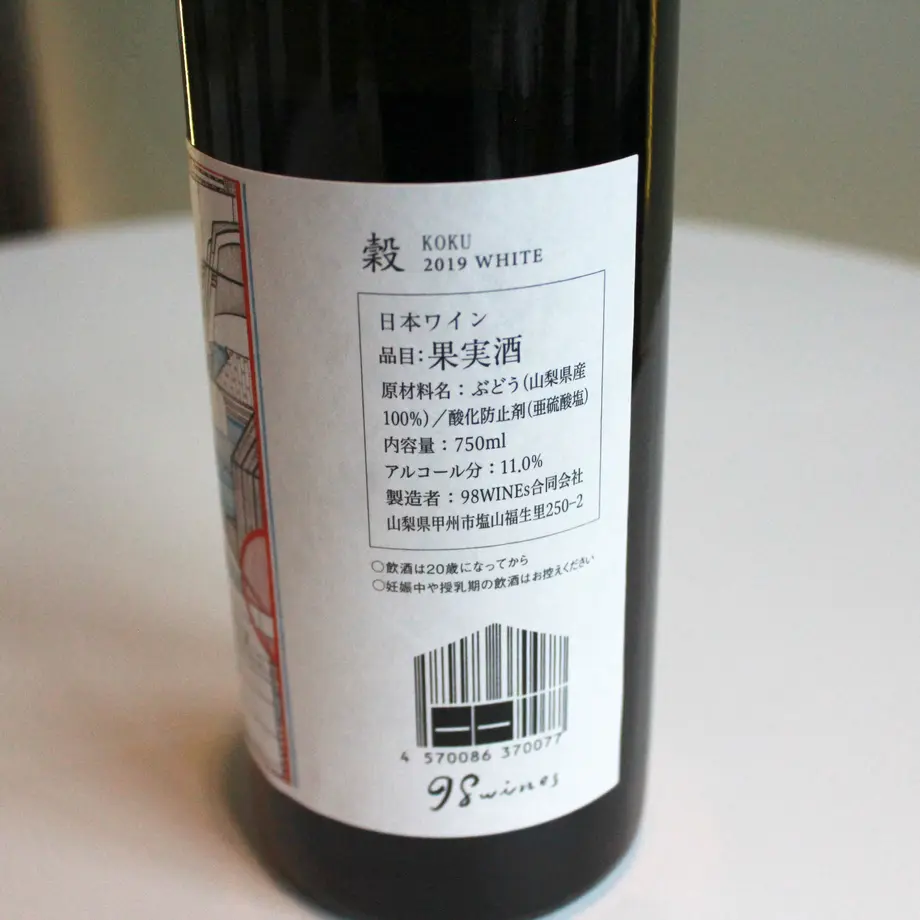 穀 KOKU
2019 WHITE
日本ワイン
品目：果実酒
原材料名：ぶどう（山梨県産
100%）／酸化防止剤（亜硫酸塩）
内容量：750ml
アルコール分：11.0%
製造者：98WINEs合同会社
山梨県甲州市塩山福生里250-2
○飲酒は20歳になってから
○妊娠中や授乳期の飲酒はお控えください
4 570086 370077
98wines